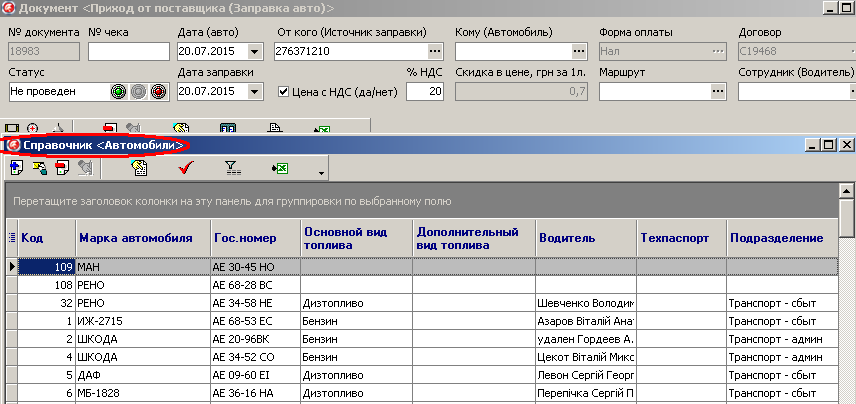 Документ <Приход от поставщика (Заправка авто)>
№ документа № чека Дата (авто) От кого (Источник заправки) Кому (Автомобиль) Форма оплаты Договор
18983 20.07.2015 276371210 Нал С19468
Статус Дата заправки % НДС Скидка в цене, грн за 1л. Маршрут Сотрудник (Водитель)
Не проведен 20.07.2015 Цена с НДС (да/нет) 20 0,7
Справочник <Автомобили>
Перетащите заголовок колонки на эту панель для группировки по выбранному полю
Код Марка автомобиля Гос.номер Основной вид топлива Дополнительный вид топлива Водитель Техпаспорт Подразделение
109 МАН АЕ 30-45 НО
108 РЕНО АЕ 68-28 ВС
32 РЕНО АЕ 34-58 НЕ Дизтопливо Шевченко Володим Транспорт - сбыт
1 ИЖ-2715 АЕ 68-53 ЕС Бензин Азаров Віталій Анат Транспорт - сбыт
2 ШКОДА АЕ 20-96ВК Бензин удален Гордеев А. Транспорт - админ
4 ШКОДА АЕ 34-52 СО Бензин Цекот Віталій Микс Транспорт - админ
5 ДАФ АЕ 09-60 ЕІ Дизтопливо Левон Сергій Георг Транспорт - сбыт
6 МБ-1828 АЕ 36-16 НА Дизтопливо Перепічка Сергій П Транспорт - сбыт